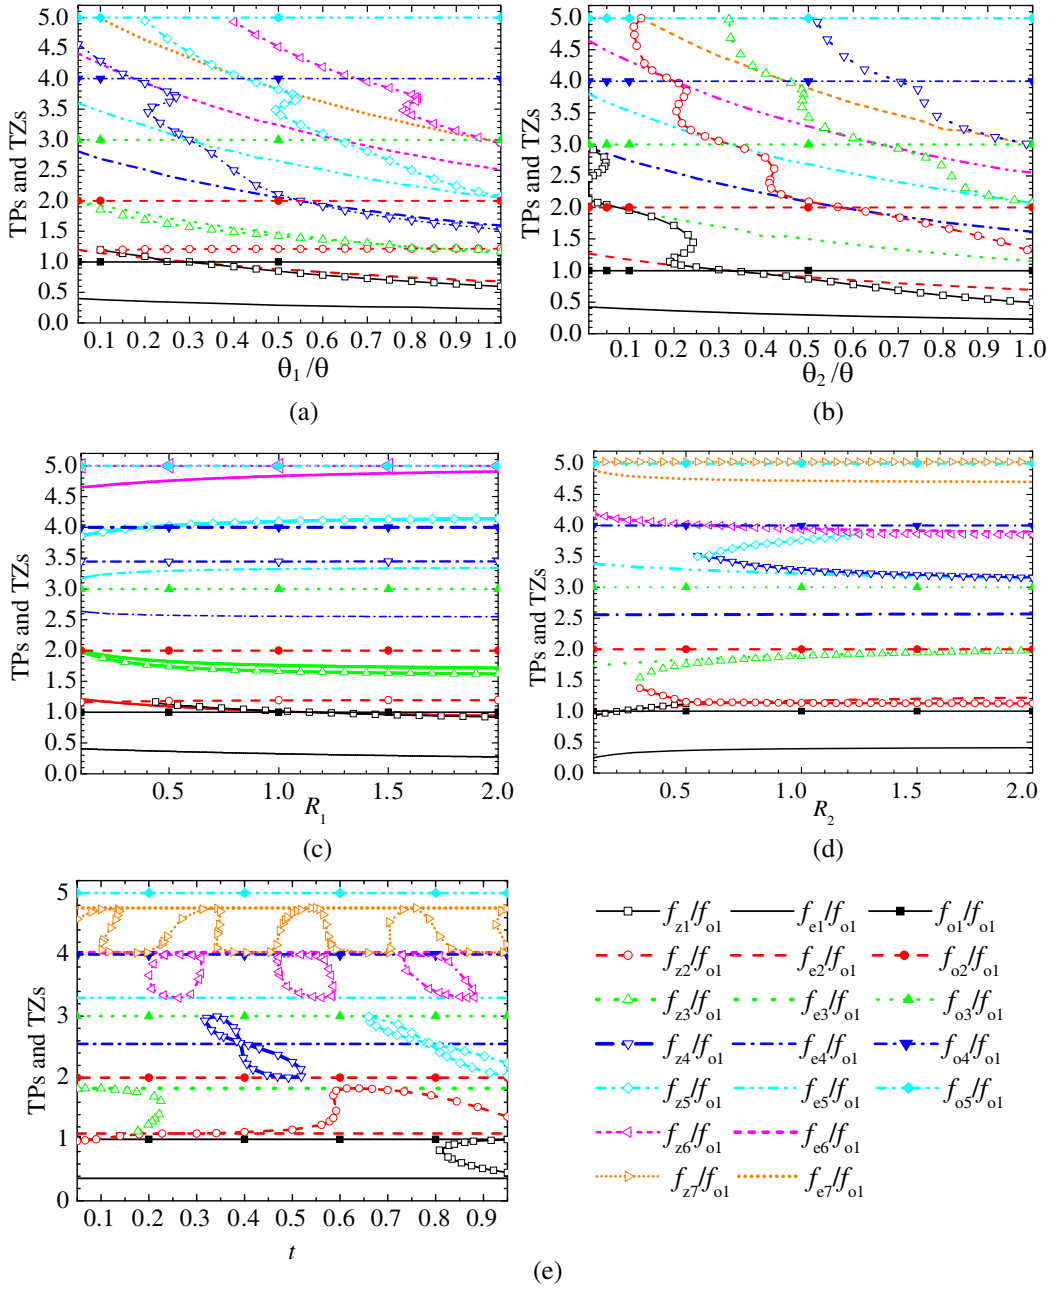 TPs and TZs
5.0
4.5
4.0
3.5
3.0
2.5
2.0
1.5
1.0
0.5
0.0
0.1 0.2 0.3 0.4 0.5 0.6 0.7 0.8 0.9 1.0
θ1/θ
(a)
TPs and TZs
5.0
4.5
4.0
3.5
3.0
2.5
2.0
1.5
1.0
0.5
0.0
0.1 0.2 0.3 0.4 0.5 0.6 0.7 0.8 0.9 1.0
θ2/θ
(b)
TPs and TZs
5.0
4.5
4.0
3.5
3.0
2.5
2.0
1.5
1.0
0.5
0.0
0.5 1.0 1.5 2.0
R1
(c)
TPs and TZs
5.0
4.5
4.0
3.5
3.0
2.5
2.0
1.5
1.0
0.5
0.0
0.5 1.0 1.5 2.0
R2
(d)
TPs and TZs
5
4
3
2
1
0
0.1 0.2 0.3 0.4 0.5 0.6 0.7 0.8 0.9
t
(e)
fz1/fo1 fe1/fo1 fo1/fo1
fz2/fo1 fe2/fo1 fo2/fo1
fz3/fo1 fe3/fo1 fo3/fo1
fz4/fo1 fe4/fo1 fo4/fo1
fz5/fo1 fe5/fo1 fo5/fo1
fz6/fo1 fe6/fo1
fz7/fo1 fe7/fo1